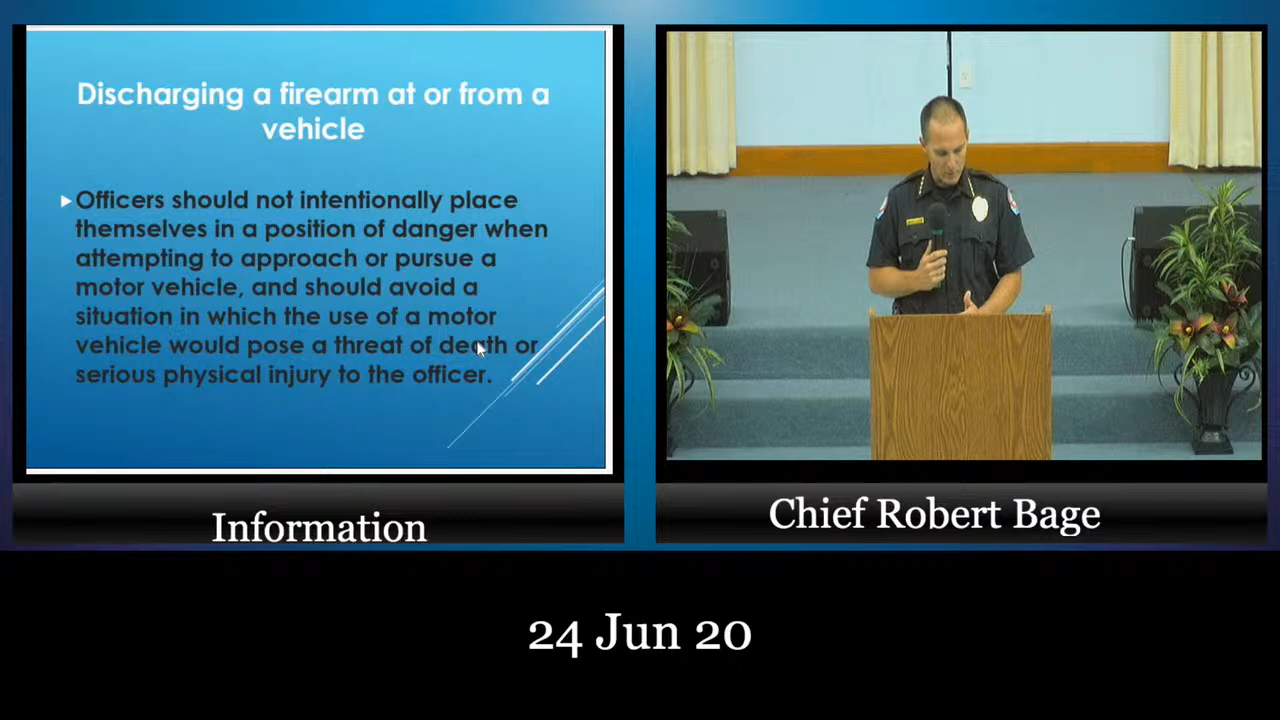 Discharging a firearm at or from a
vehicle
Officers should not intentionally place
themselves in a position of danger when
attempting to approach or pursue a
motor vehicle, and should avoid a
situation in which the use of a motor
vehicle would pose a threat of death or
serious physical injury to the officer.
Information
Chief Robert Bage
24 Jun 20